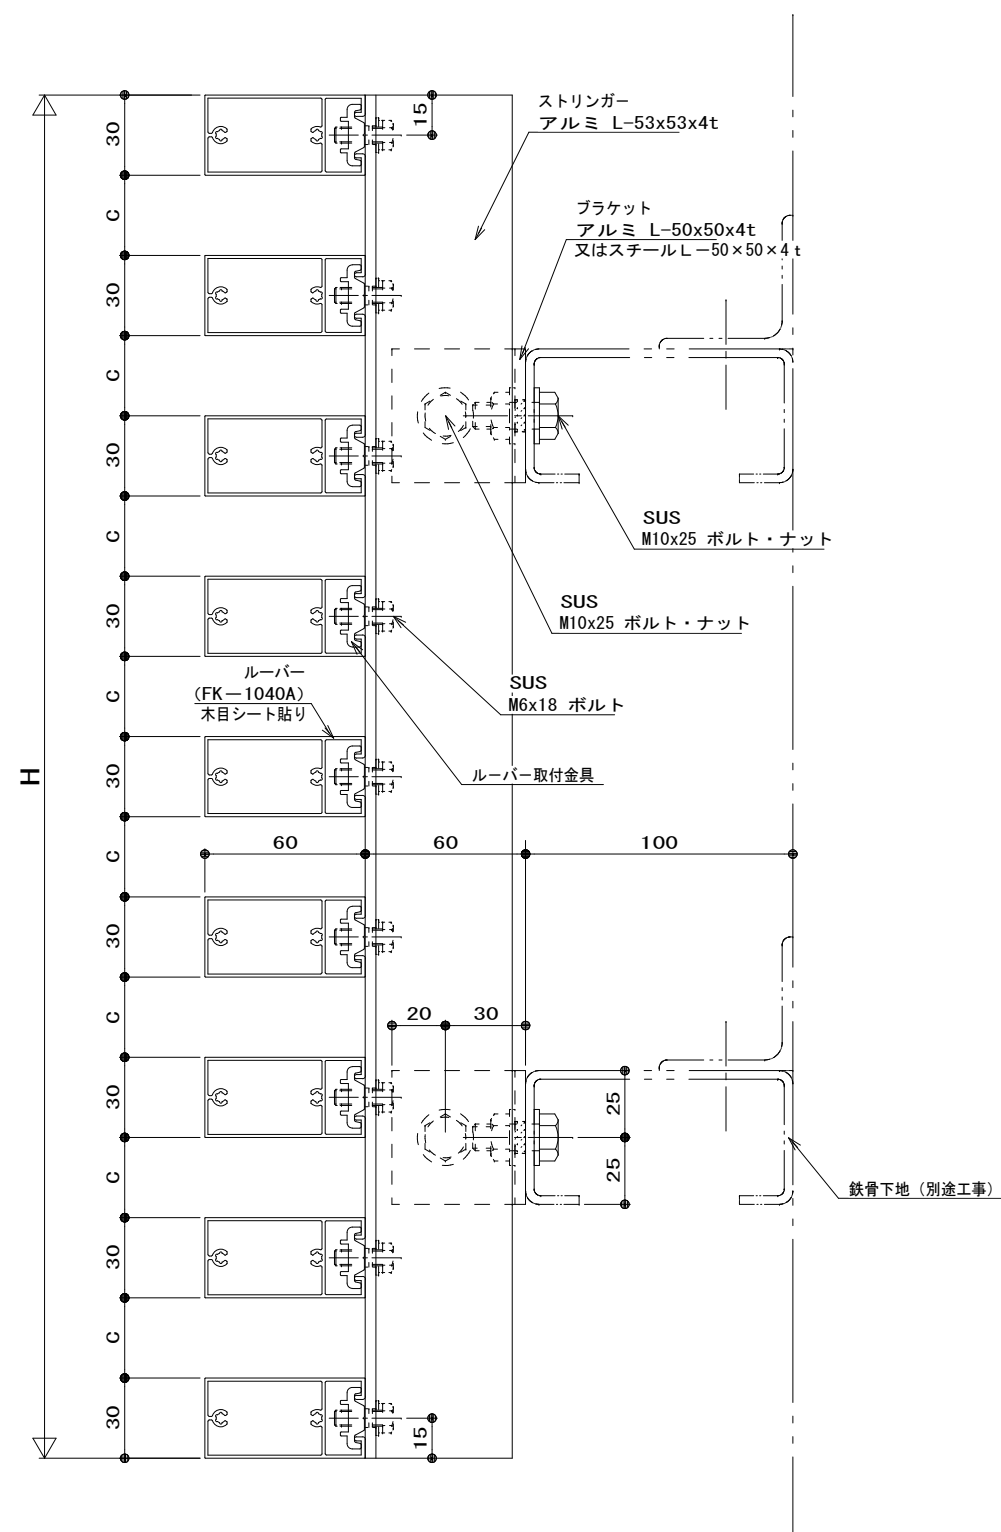 15
ストリンガー
アルミ L-53x53x4t
30
C
ブラケット
アルミ L-50x50x4t
又はスチールL－50×50×4t
30
C
30
SUS
M10x25 ボルト・ナット
C
SUS
M10x25 ボルト・ナット
30
ルーバー
(FK－1040A)
木目シート貼り
SUS
M6x18 ボルト
C
H
30
ルーバー取付金具
60
60
100
C
30
20
30
C
30
25
25
C
鉄骨下地（別途工事）
30
C
30
15